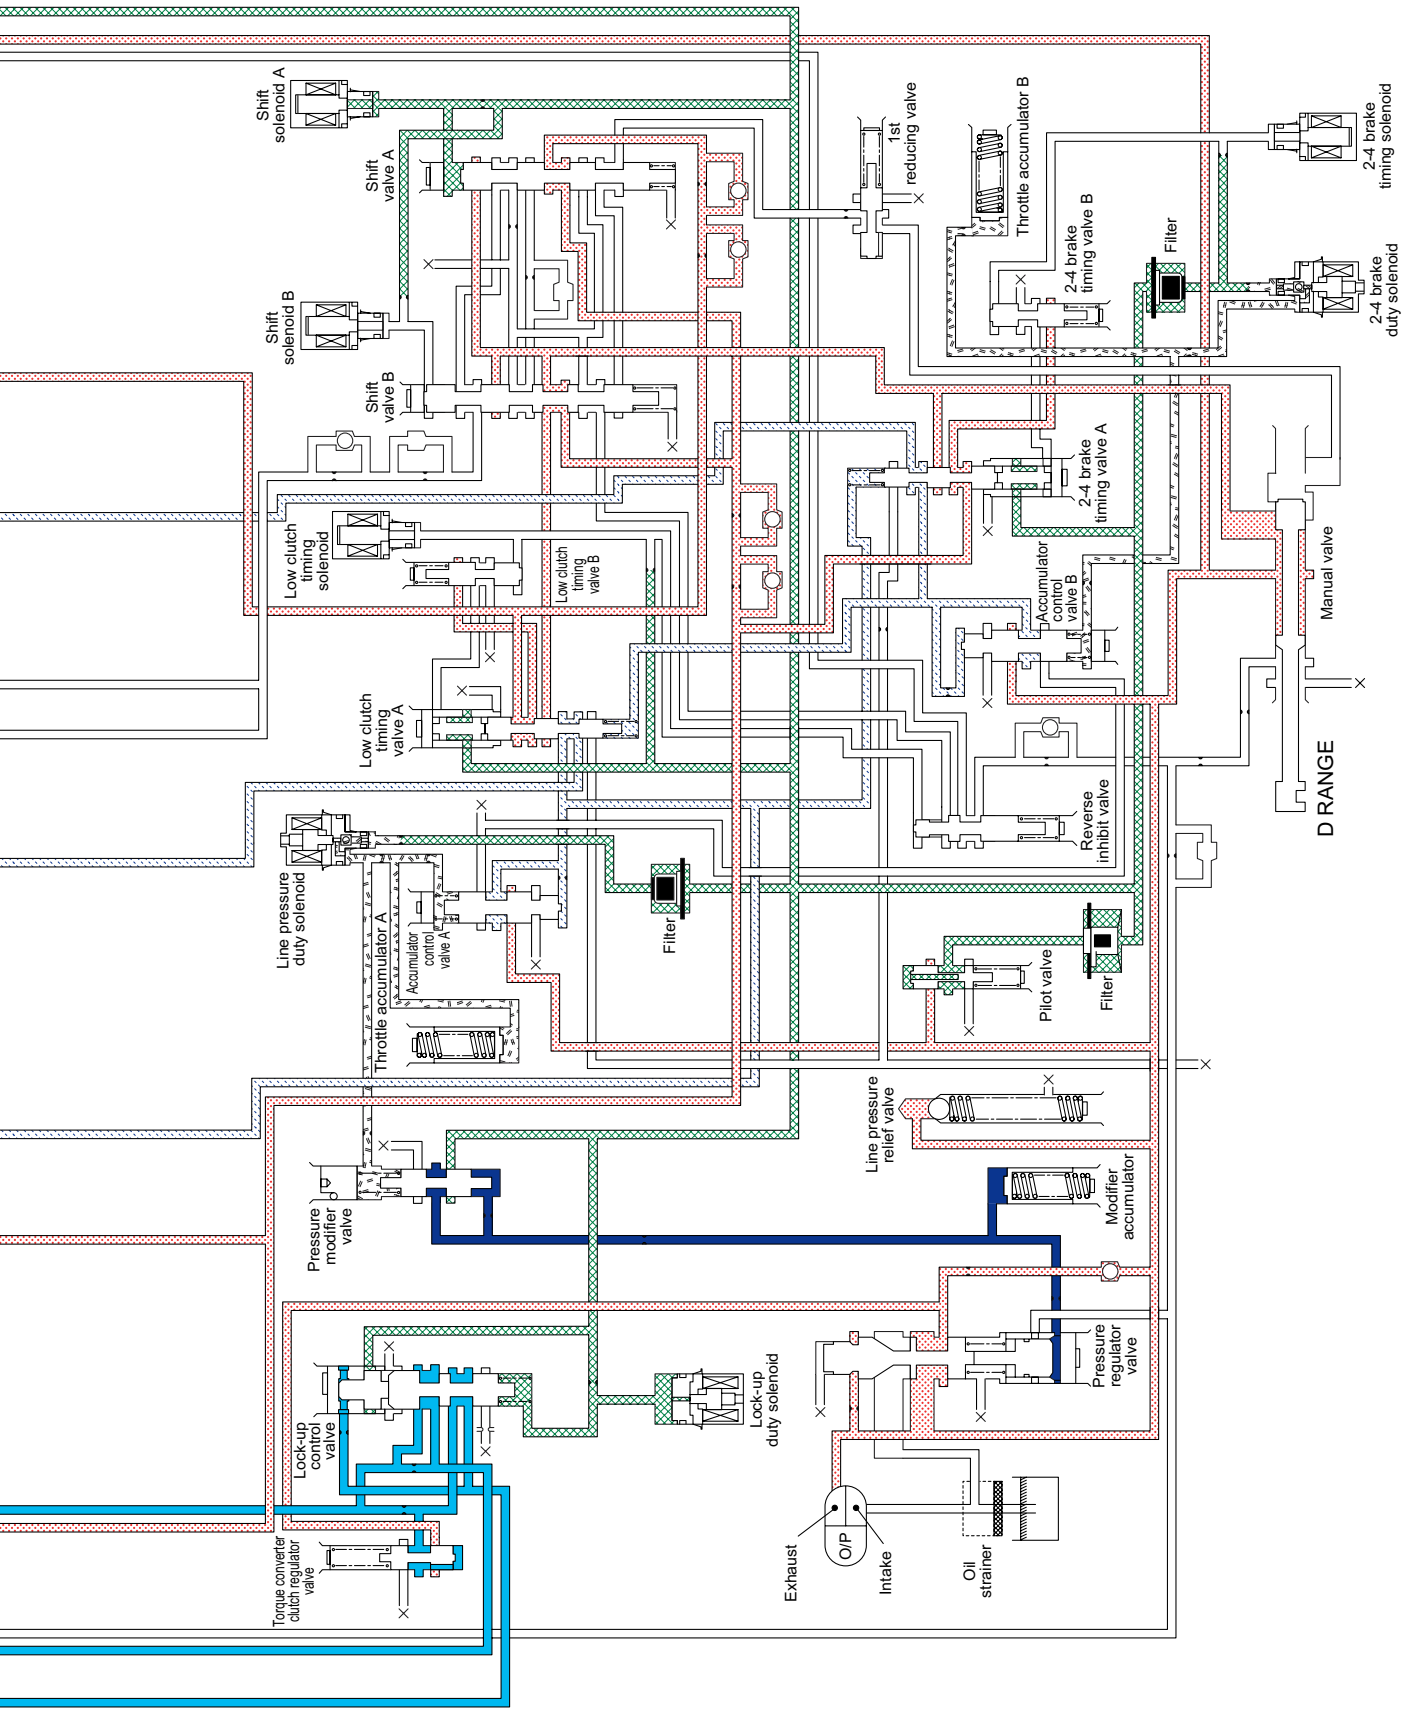 Shift
solenoid A
Shift
valve A
Shift
solenoid B
Shift
valve B
Low clutch
timing
solenoid
Low clutch
timing
valve B
Low clutch
timing
valve A
Line pressure
duty solenoid
Throttle accumulator A
Accumulator
control
valve A
Filter
Pressure
modifier
valve
Lock-up
control
valve
Torque converter
clutch regulator
valve
Lock-up
duty solenoid
1st
reducing valve
Throttle accumulator B
2-4 brake
timing valve B
Filter
2-4 brake
timing solenoid
2-4 brake
duty solenoid
2-4 brake
timing valve A
Accumulator
control
valve B
Manual valve
D RANGE
Reverse
inhibit valve
Pilot valve
Filter
Line pressure
relief valve
Modifier
accumulator
Pressure
regulator
valve
Exhaust
O/P
Intake
Oil
strainer